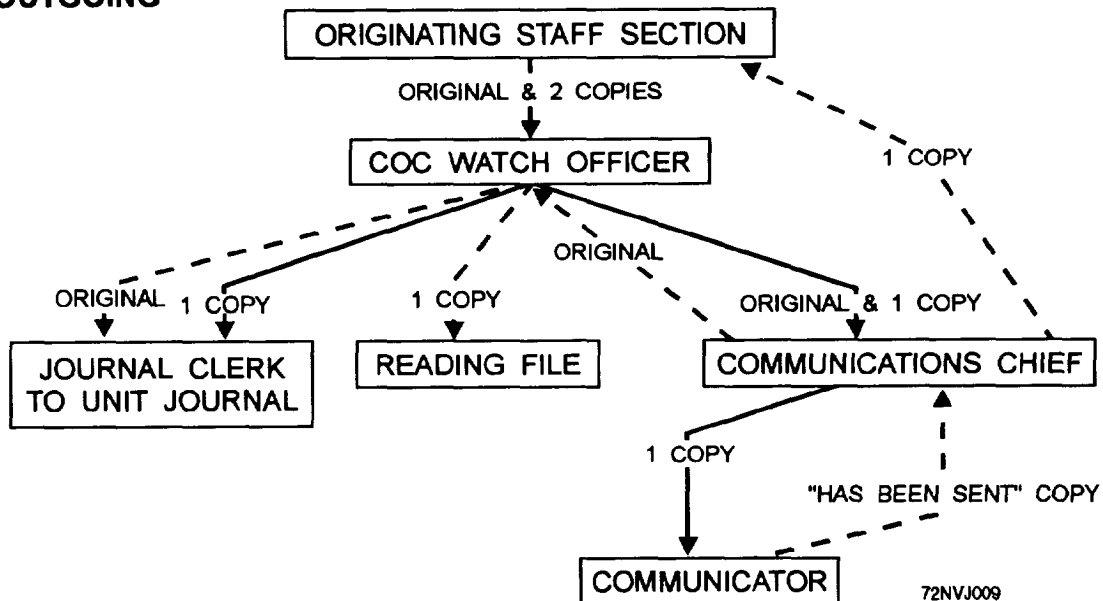 OUTGOING
ORIGINATING STAFF SECTION
ORIGINAL & 2 COPIES
COC WATCH OFFICER
1 COPY
ORIGINAL
ORIGINAL
1 COPY
1 COPY
ORIGINAL & 1 COPY
JOURNAL CLERK
TO UNIT JOURNAL
READING FILE
COMMUNICATIONS CHIEF
1 COPY
"HAS BEEN SENT" COPY
COMMUNICATOR
72NVJ009